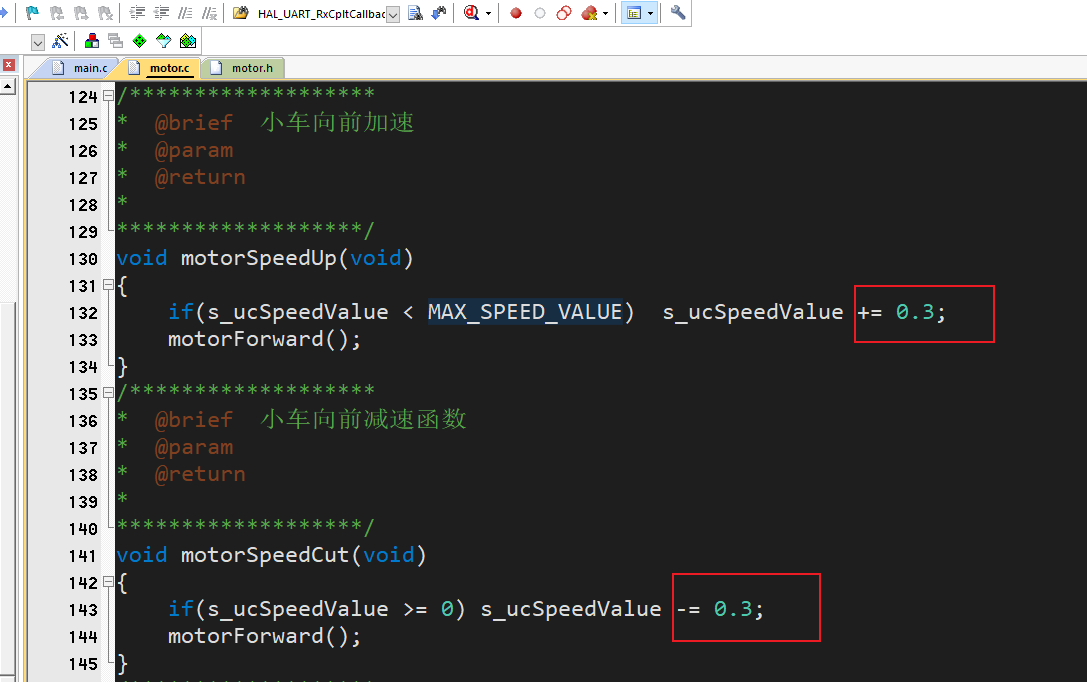 HAL_UART_RxCpltCallbac
main.c motor.c motor.h
124 /*******************
125 * @brief 小车向前加速
126 * @param
127 * @return
128 *
129 *******************/
130 void motorSpeedUp(void)
131 {
132 if(s_ucSpeedValue < MAX_SPEED_VALUE) s_ucSpeedValue += 0.3;
133 motorForward();
134 }
135 /*******************
136 * @brief 小车向前减速函数
137 * @param
138 * @return
139 *
140 *******************/
141 void motorSpeedCut(void)
142 {
143 if(s_ucSpeedValue >= 0) s_ucSpeedValue -= 0.3;
144 motorForward();
145 }